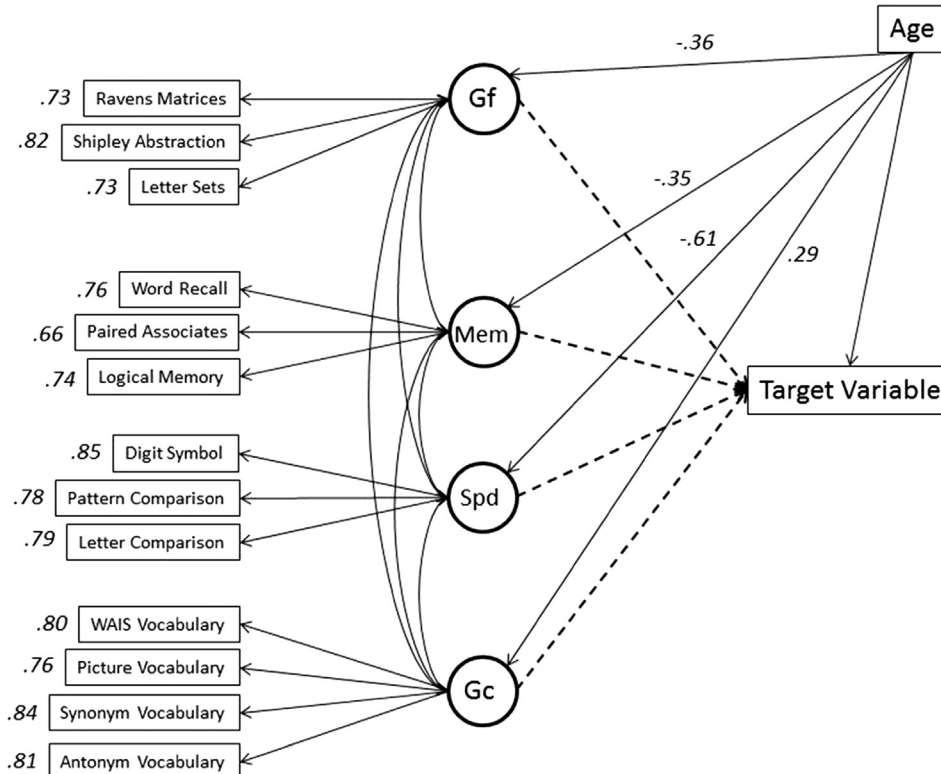 Age
-.36
Gf
.73 Ravens Matrices
.82 Shipley Abstraction
.73 Letter Sets
-.35
-.61
.29
.76 Word Recall
.66 Paired Associates
.74 Logical Memory
Mem
Target Variable
.85 Digit Symbol
.78 Pattern Comparison
.79 Letter Comparison
Spd
.80 WAIS Vocabulary
.76 Picture Vocabulary
.84 Synonym Vocabulary
.81 Antonym Vocabulary
Gc